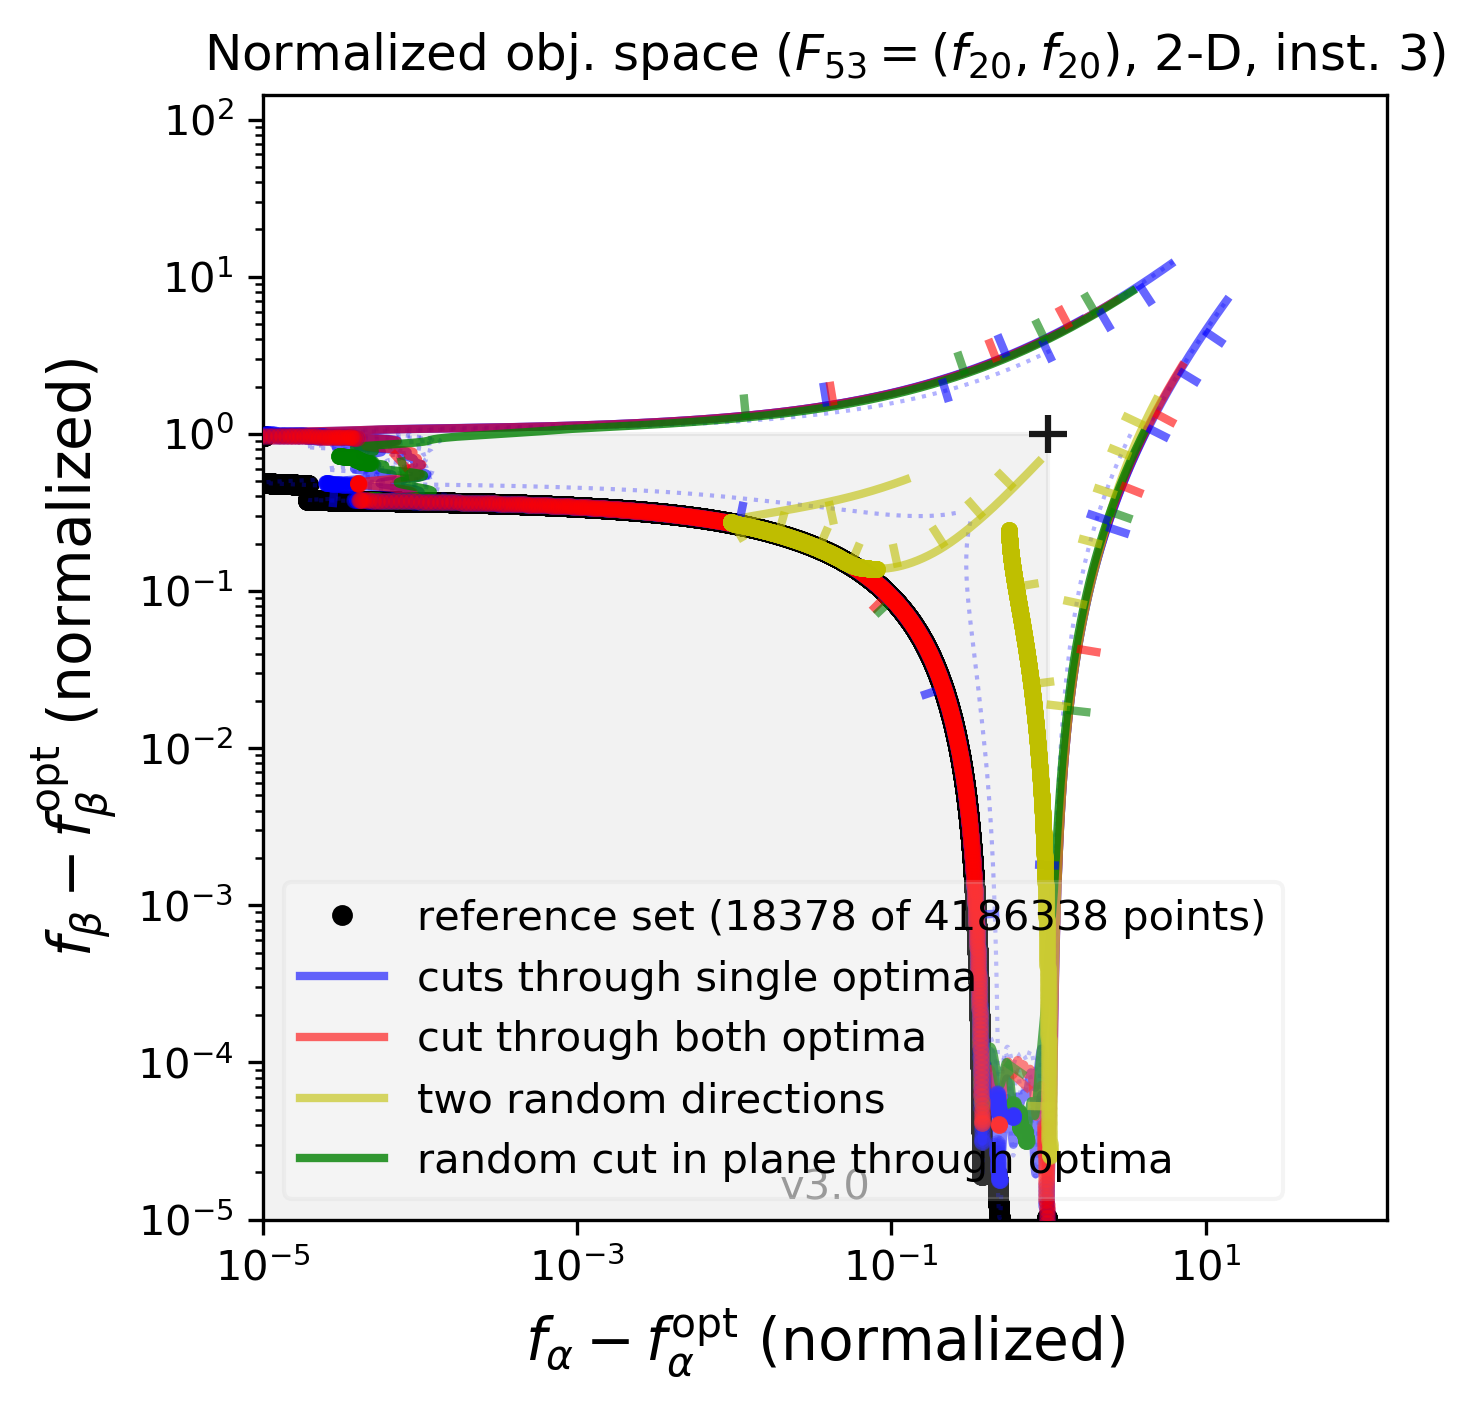 Normalized obj. space (F₅₃ = (f₂₀, f₂₀), 2-D, inst. 3)
10²
10¹
10⁰
10⁻¹
10⁻²
10⁻³
10⁻⁴
10⁻⁵
f_β − f_β^opt (normalized)
reference set (18378 of 4186338 points)
cuts through single optima
cut through both optima
two random directions
random cut in plane through optima
v3.0
10⁻⁵ 10⁻³ 10⁻¹ 10¹
f_α − f_α^opt (normalized)